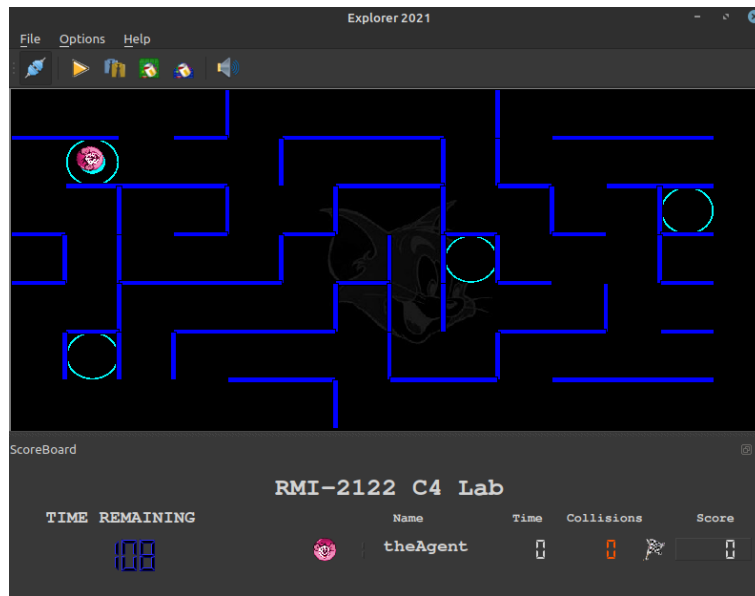 Explorer 2021
File Options Help
ScoreBoard
RMI-2122 C4 Lab
TIME REMAINING Name Time Collisions Score
108 theAgent 0 0 0